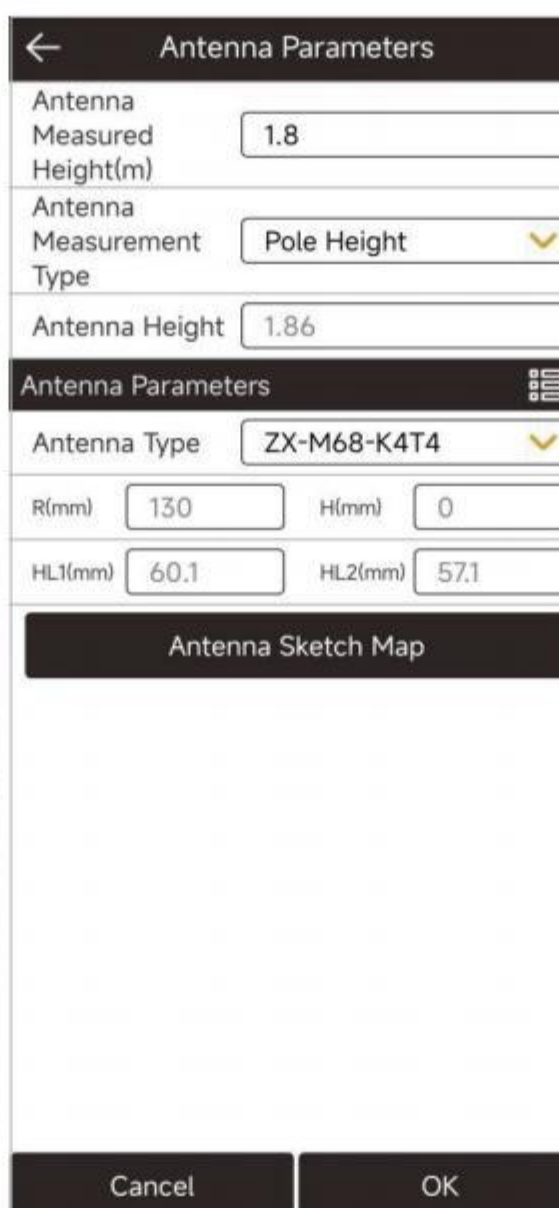 Antenna Parameters
Antenna
Measured
Height(m)
1.8
Antenna
Measurement
Type
Pole Height
Antenna Height
1.86
Antenna Parameters
Antenna Type
ZX-M68-K4T4
R(mm) 130 H(mm) 0
HL1(mm) 60.1 HL2(mm) 57.1
Antenna Sketch Map
Cancel OK